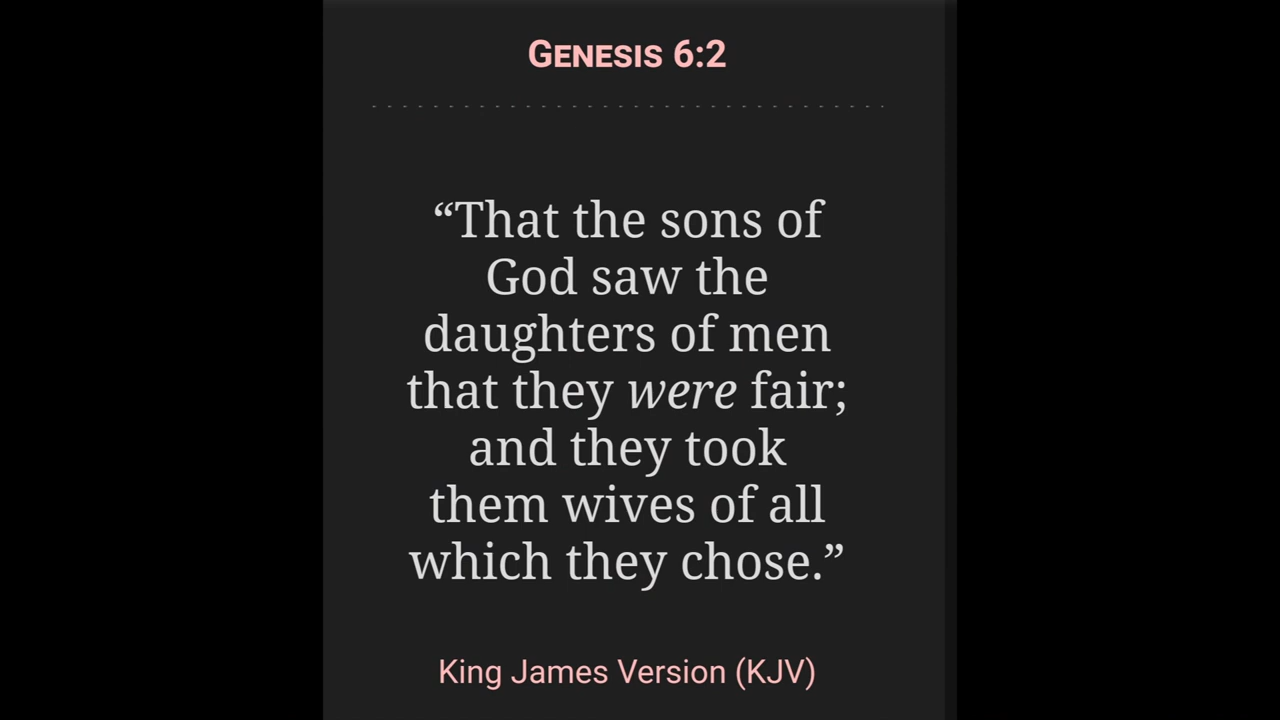 GENESIS 6:2
“That the sons of
God saw the
daughters of men
that they were fair;
and they took
them wives of all
which they chose.”
King James Version (KJV)